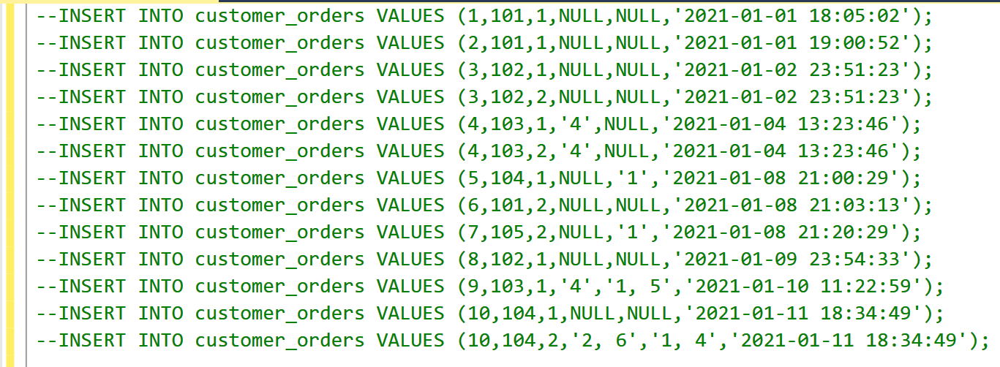 --INSERT INTO customer_orders VALUES (1,101,1,NULL,NULL,'2021-01-01 18:05:02');
--INSERT INTO customer_orders VALUES (2,101,1,NULL,NULL,'2021-01-01 19:00:52');
--INSERT INTO customer_orders VALUES (3,102,1,NULL,NULL,'2021-01-02 23:51:23');
--INSERT INTO customer_orders VALUES (3,102,2,NULL,NULL,'2021-01-02 23:51:23');
--INSERT INTO customer_orders VALUES (4,103,1,'4',NULL,'2021-01-04 13:23:46');
--INSERT INTO customer_orders VALUES (4,103,2,'4',NULL,'2021-01-04 13:23:46');
--INSERT INTO customer_orders VALUES (5,104,1,NULL,'1','2021-01-08 21:00:29');
--INSERT INTO customer_orders VALUES (6,101,2,NULL,NULL,'2021-01-08 21:03:13');
--INSERT INTO customer_orders VALUES (7,105,2,NULL,'1','2021-01-08 21:20:29');
--INSERT INTO customer_orders VALUES (8,102,1,NULL,NULL,'2021-01-09 23:54:33');
--INSERT INTO customer_orders VALUES (9,103,1,'4','1, 5','2021-01-10 11:22:59');
--INSERT INTO customer_orders VALUES (10,104,1,NULL,NULL,'2021-01-11 18:34:49');
--INSERT INTO customer_orders VALUES (10,104,2,'2, 6','1, 4','2021-01-11 18:34:49');